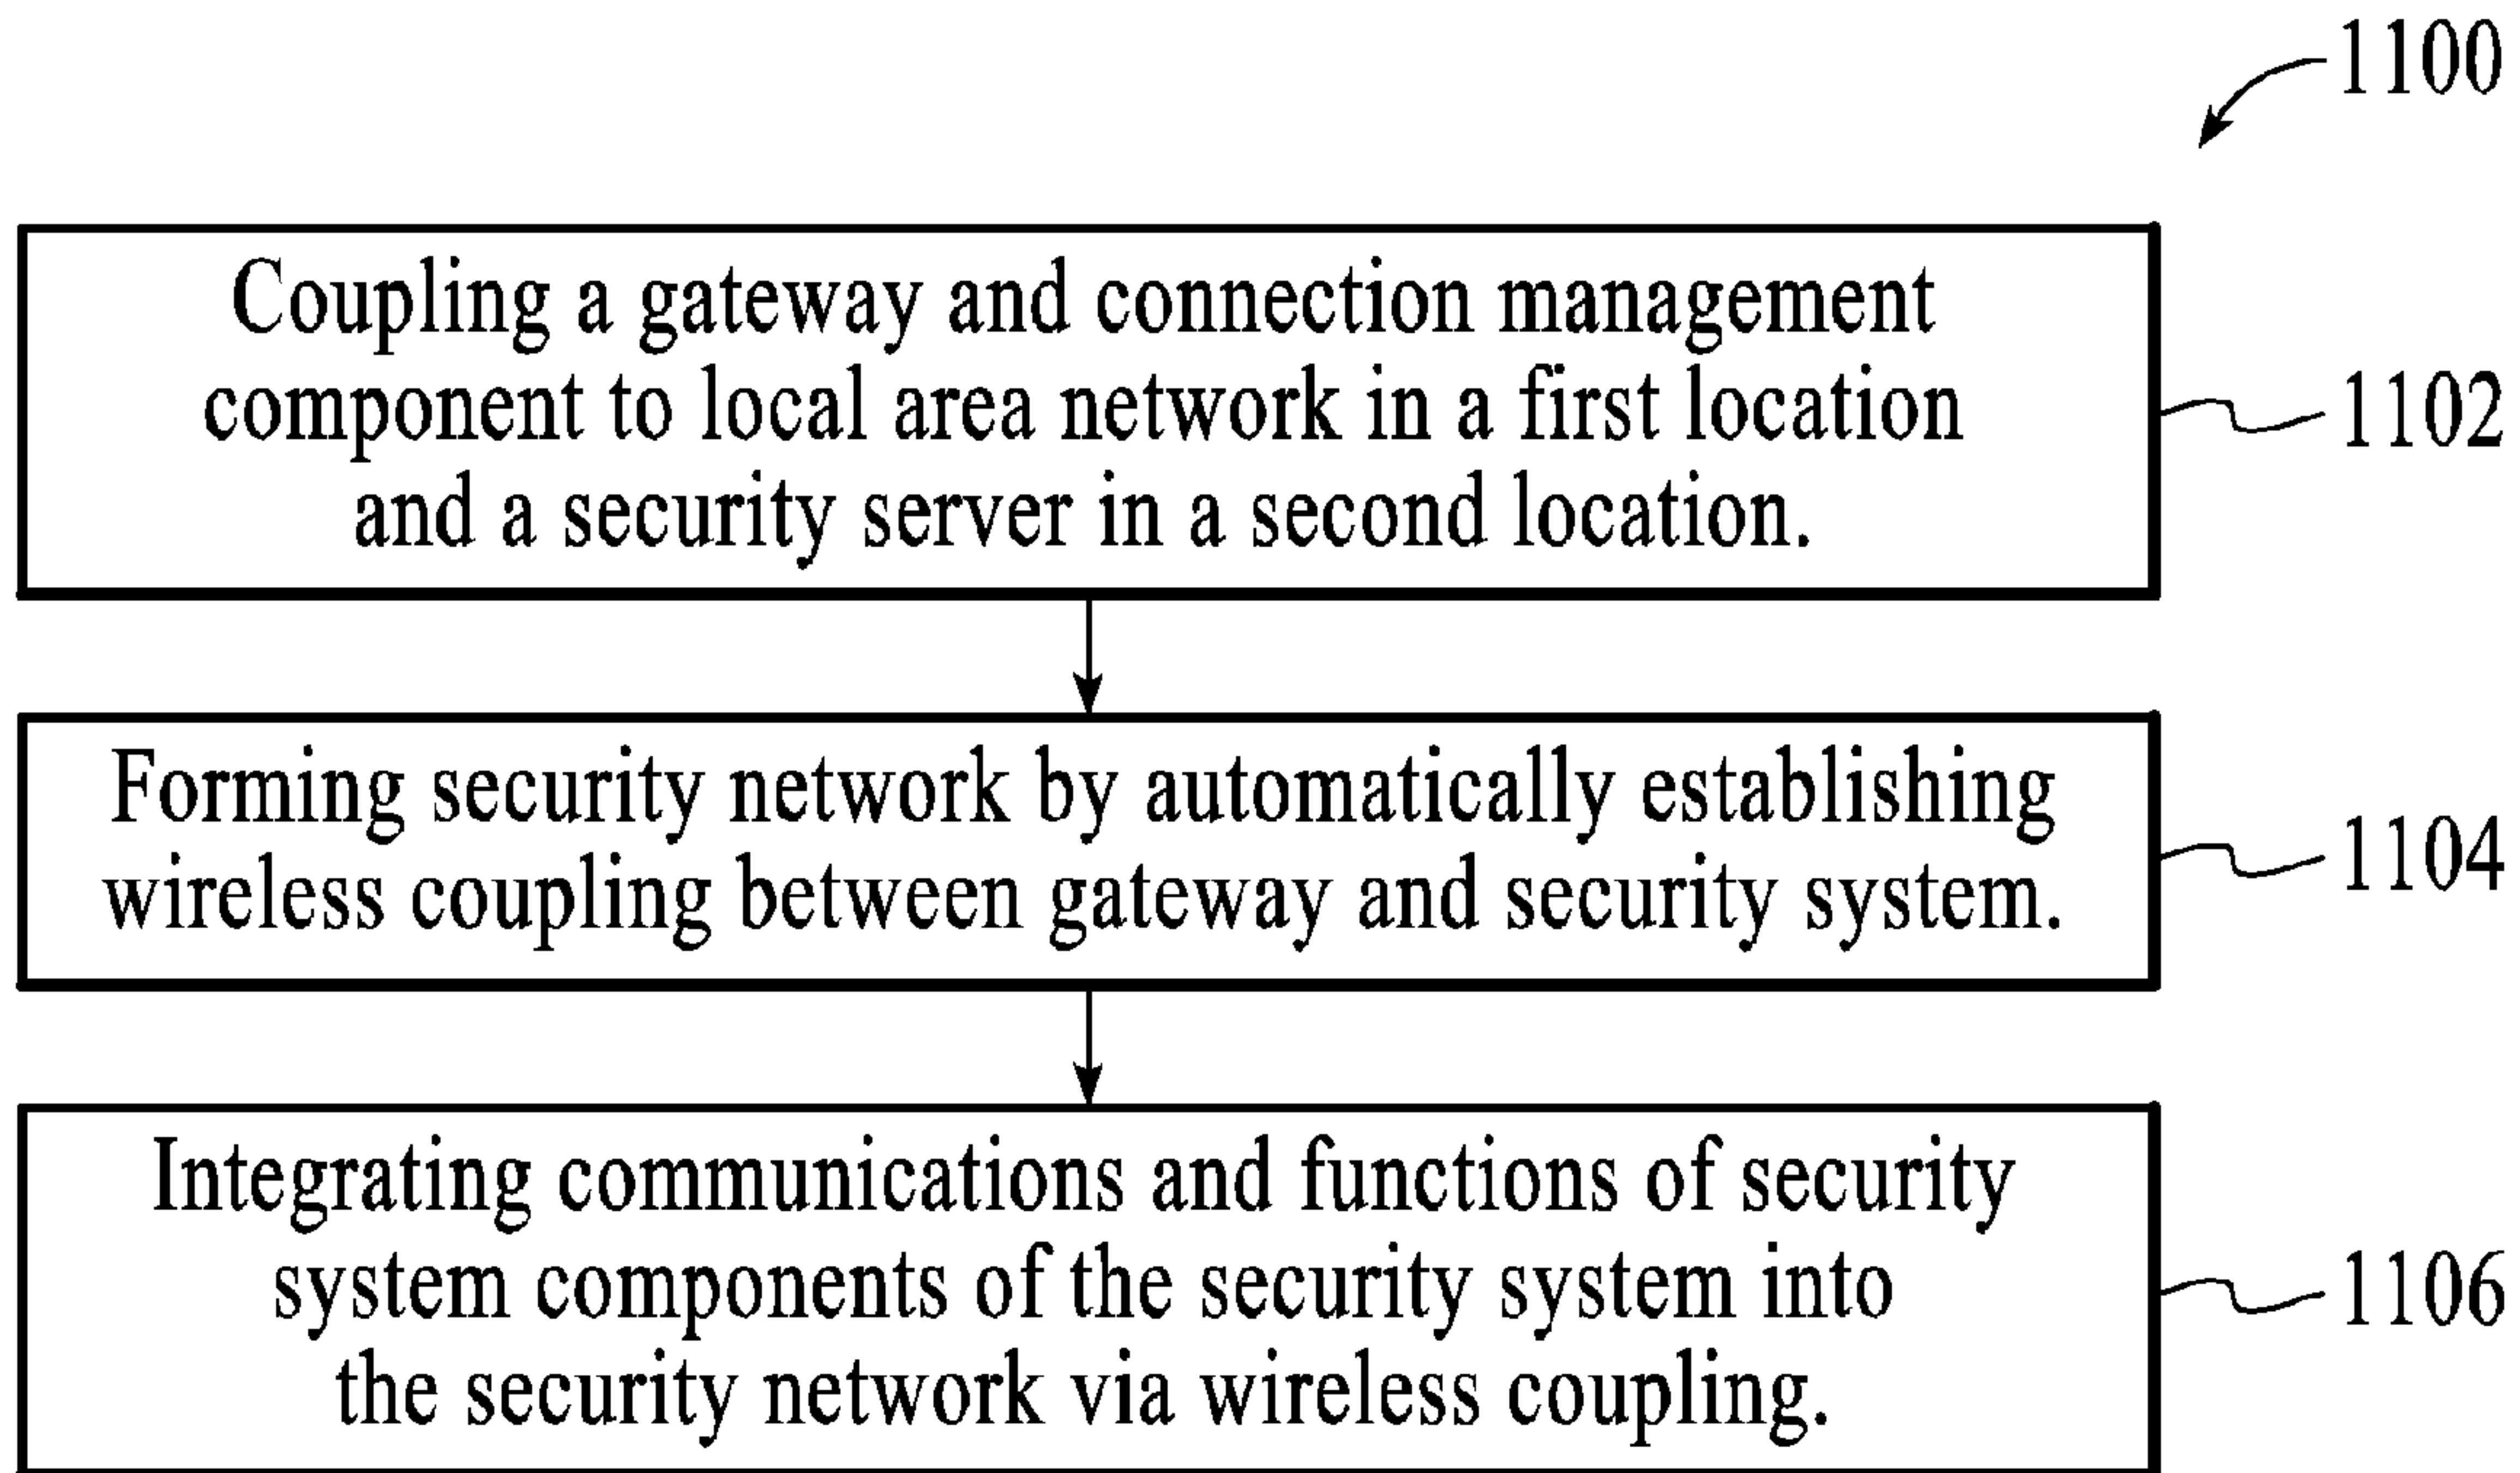 1100
Coupling a gateway and connection management
component to local area network in a first location
and a security server in a second location.
1102
Forming security network by automatically establishing
wireless coupling between gateway and security system.
1104
Integrating communications and functions of security
system components of the security system into
the security network via wireless coupling.
1106